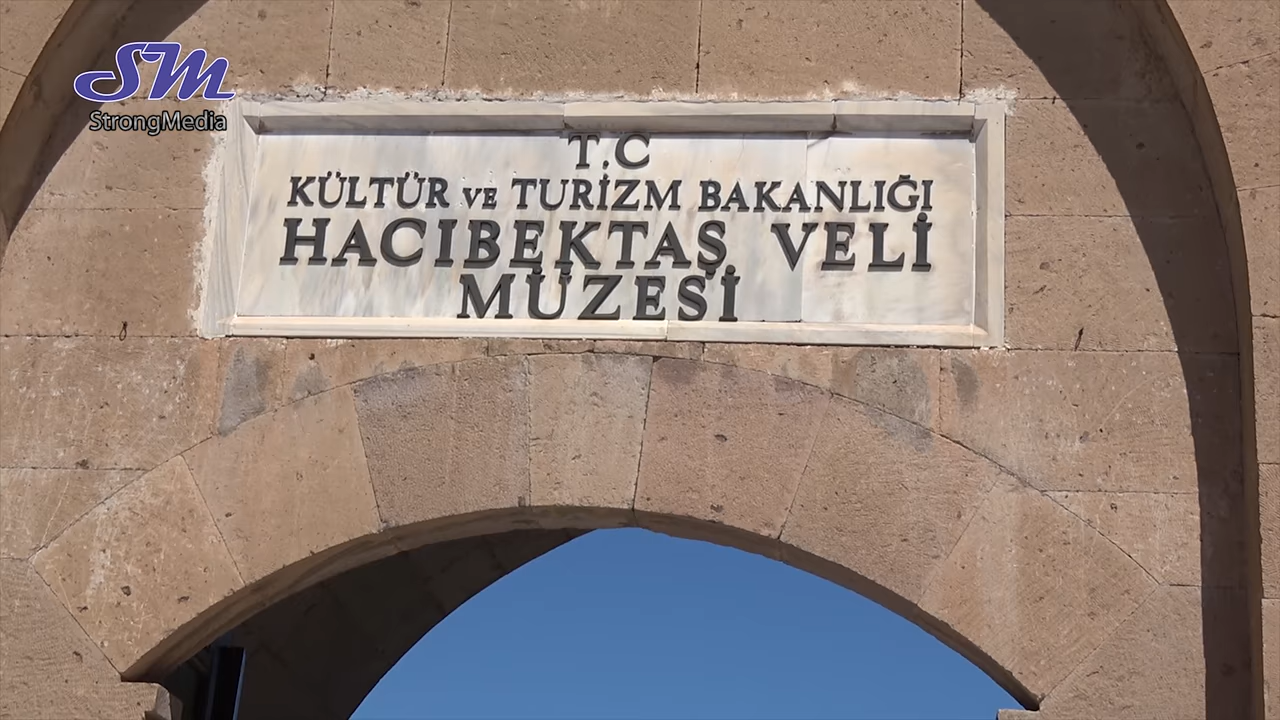 SM
StrongMedia
T.C
KÜLTÜR VE TURİZM BAKANLIĞI
HACIBEKTAŞ VELİ
MÜZESİ